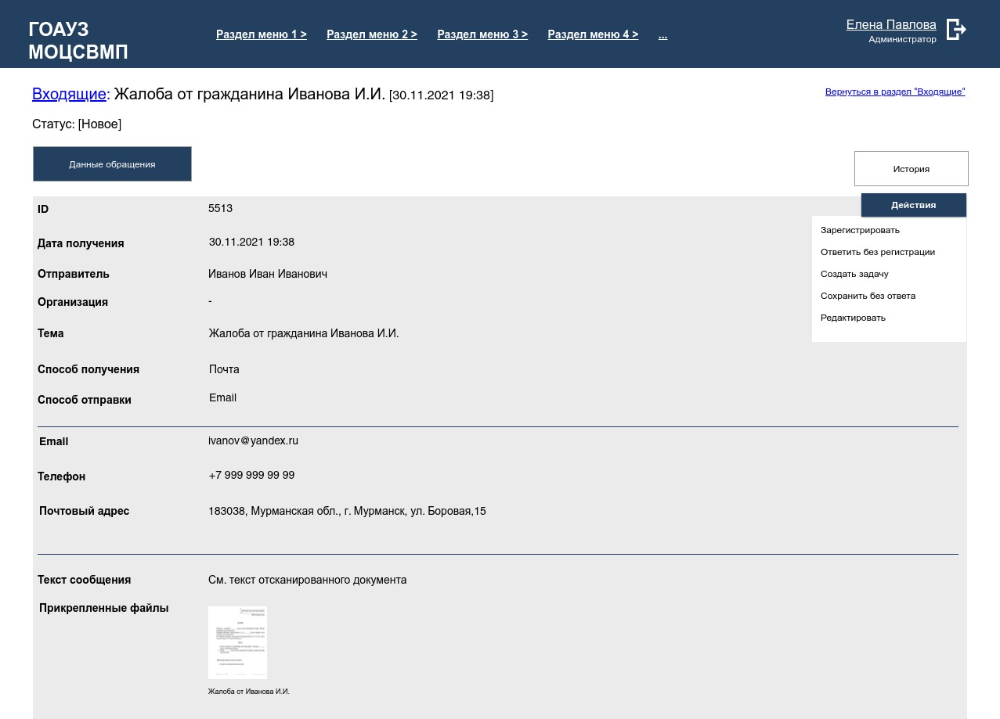 ГОАУЗ
МОЦСВМП
Раздел меню 1 > Раздел меню 2 > Раздел меню 3 > Раздел меню 4 > ...
Елена Павлова
Администратор
Входящие: Жалоба от гражданина Иванова И.И. [30.11.2021 19:38]
Вернуться в раздел "Входящие"
Статус: [Новое]
Данные обращения
История
Действия
Зарегистрировать
Ответить без регистрации
Создать задачу
Сохранить без ответа
Редактировать
ID 5513
Дата получения 30.11.2021 19:38
Отправитель Иванов Иван Иванович
Организация -
Тема Жалоба от гражданина Иванова И.И.
Способ получения Почта
Способ отправки Email
Email ivanov@yandex.ru
Телефон +7 999 999 99 99
Почтовый адрес 183038, Мурманская обл., г. Мурманск, ул. Боровая,15
Текст сообщения См. текст отсканированного документа
Прикрепленные файлы
Жалоба от Иванова И.И.